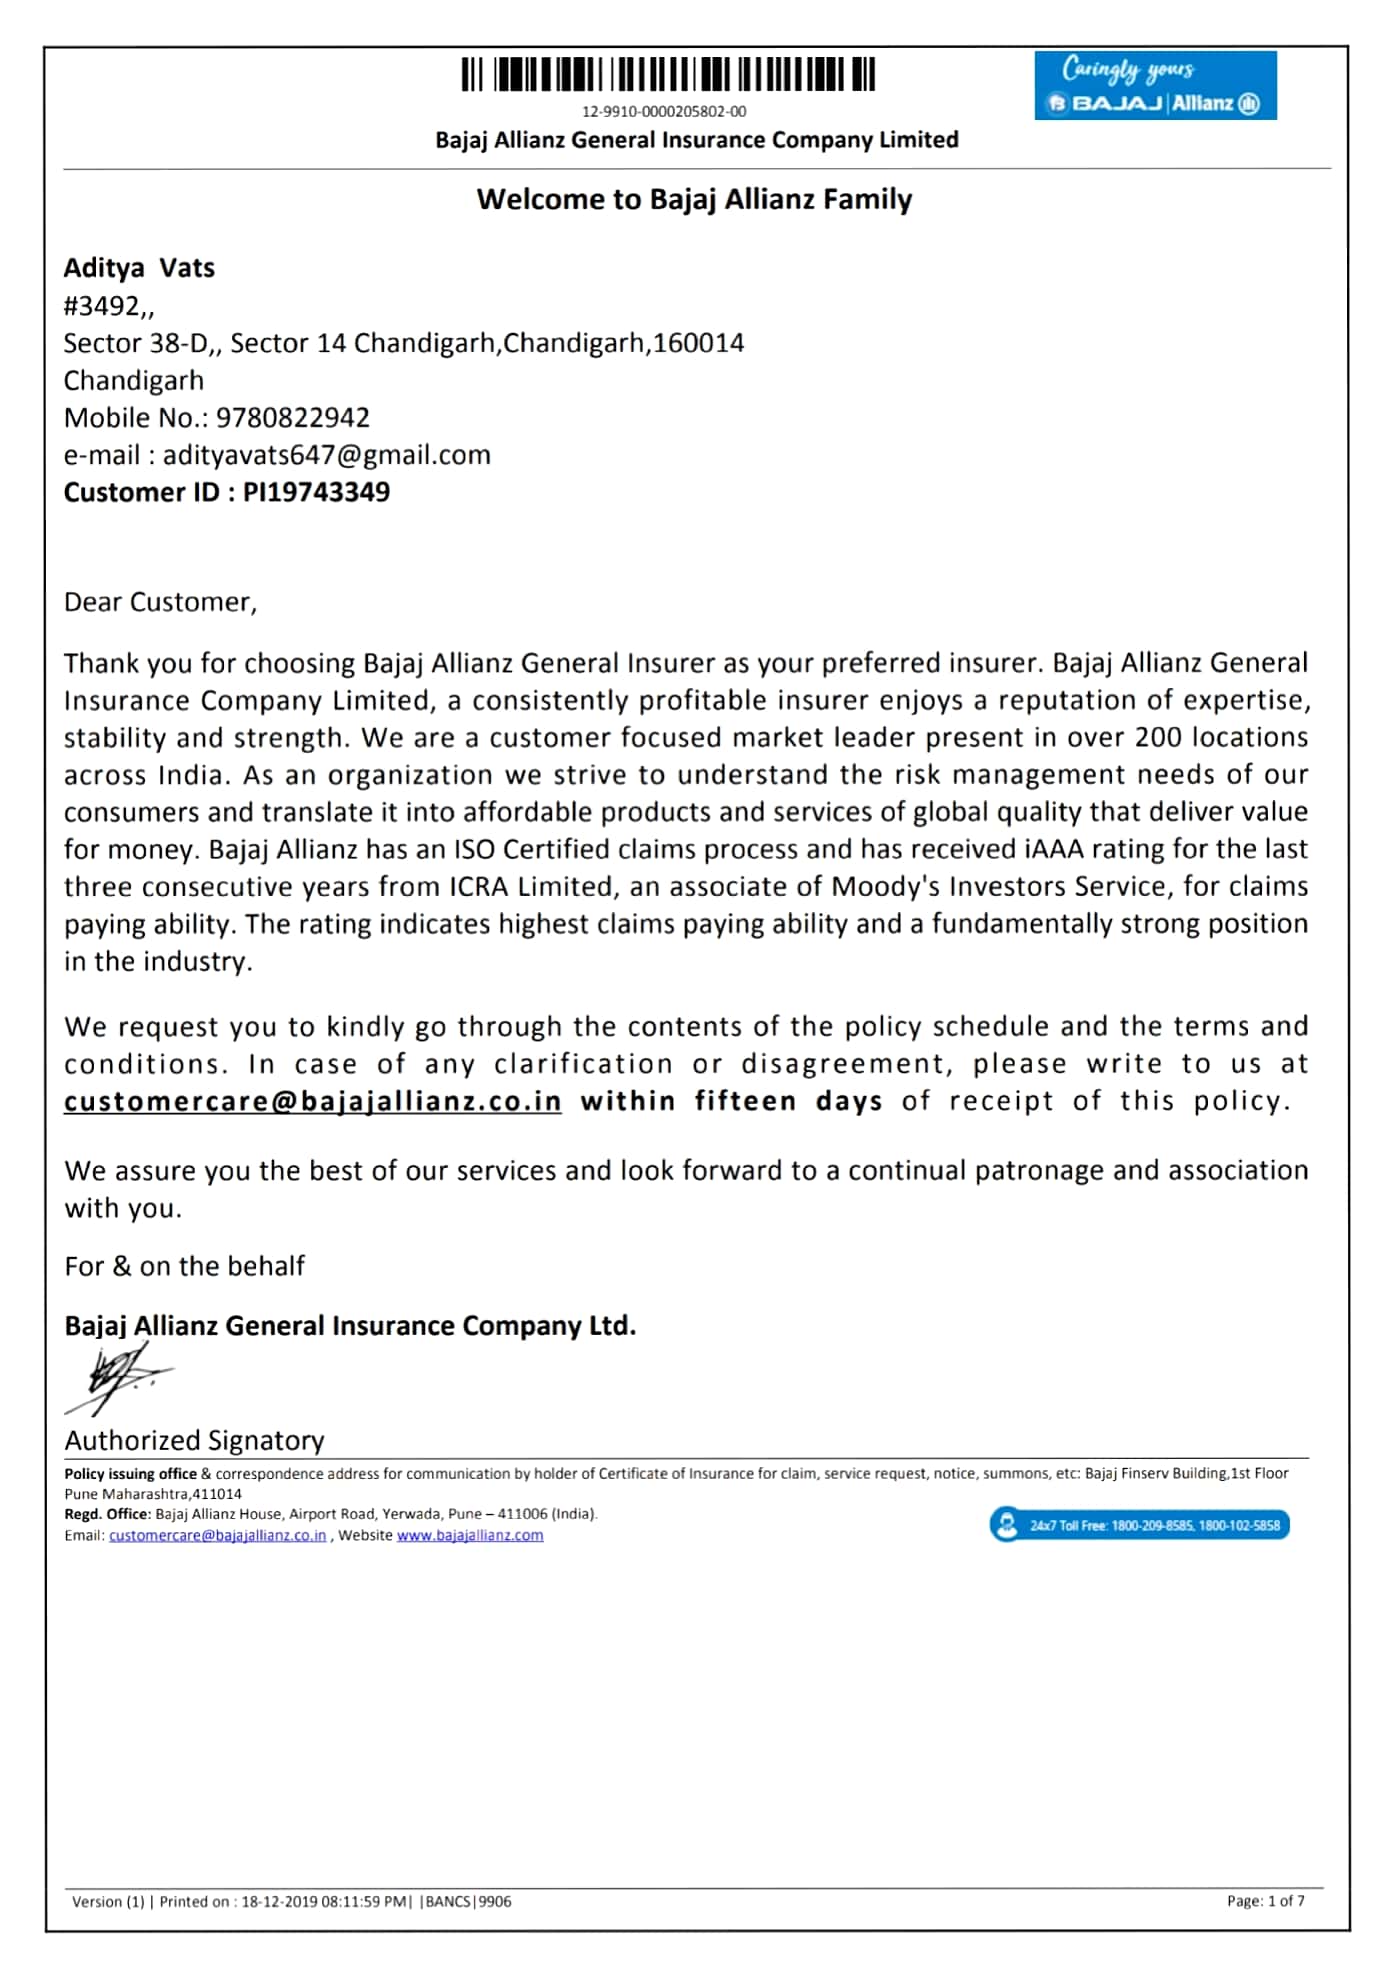 Caringly yours
BAJAJ | Allianz
12-9910-0000205802-00
Bajaj Allianz General Insurance Company Limited
Welcome to Bajaj Allianz Family
Aditya Vats
#3492,,
Sector 38-D,, Sector 14 Chandigarh,Chandigarh,160014
Chandigarh
Mobile No.: 9780822942
e-mail : adityavats647@gmail.com
Customer ID : PI19743349
Dear Customer,
Thank you for choosing Bajaj Allianz General Insurer as your preferred insurer. Bajaj Allianz General
Insurance Company Limited, a consistently profitable insurer enjoys a reputation of expertise,
stability and strength. We are a customer focused market leader present in over 200 locations
across India. As an organization we strive to understand the risk management needs of our
consumers and translate it into affordable products and services of global quality that deliver value
for money. Bajaj Allianz has an ISO Certified claims process and has received iAAA rating for the last
three consecutive years from ICRA Limited, an associate of Moody's Investors Service, for claims
paying ability. The rating indicates highest claims paying ability and a fundamentally strong position
in the industry.
We request you to kindly go through the contents of the policy schedule and the terms and
conditions. In case of any clarification or disagreement, please write to us at
customercare@bajajallianz.co.in within fifteen days of receipt of this policy.
We assure you the best of our services and look forward to a continual patronage and association
with you.
For & on the behalf
Bajaj Allianz General Insurance Company Ltd.
Authorized Signatory
Policy issuing office & correspondence address for communication by holder of Certificate of Insurance for claim, service request, notice, summons, etc: Bajaj Finserv Building,1st Floor
Pune Maharashtra,411014
Regd. Office: Bajaj Allianz House, Airport Road, Yerwada, Pune – 411006 (India).
Email: customercare@bajajallianz.co.in , Website www.bajajallianz.com
24x7 Toll Free: 1800-209-8585, 1800-102-5858
Version (1) | Printed on : 18-12-2019 08:11:59 PM| |BANCS|9906
Page: 1 of 7